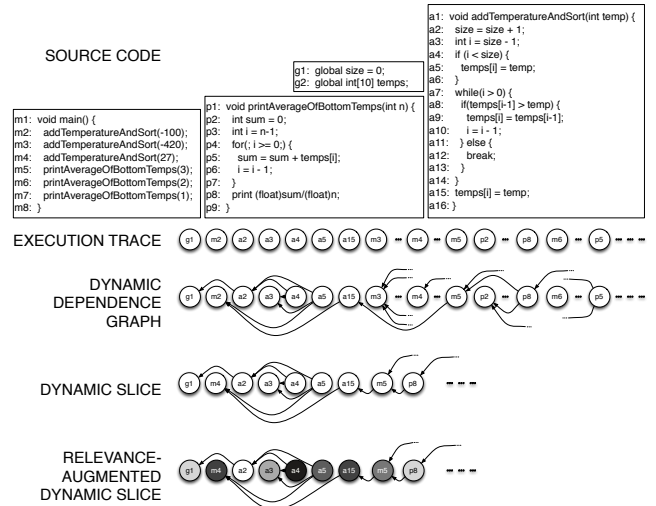 SOURCE CODE
a1: void addTemperatureAndSort(int temp) {
a2: size = size + 1;
a3: int i = size - 1;
a4: if (i < size) {
a5: temps[i] = temp;
a6: }
a7: while(i > 0) {
a8: if(temps[i-1] > temp) {
a9: temps[i] = temps[i-1];
a10: i = i - 1;
a11: } else {
a12: break;
a13: }
a14: }
a15: temps[i] = temp;
a16: }
g1: global size = 0;
g2: global int[10] temps;
m1: void main() {
m2: addTemperatureAndSort(-100);
m3: addTemperatureAndSort(-420);
m4: addTemperatureAndSort(27);
m5: printAverageOfBottomTemps(3);
m6: printAverageOfBottomTemps(2);
m7: printAverageOfBottomTemps(1);
m8: }
p1: void printAverageOfBottomTemps(int n) {
p2: int sum = 0;
p3: int i = n-1;
p4: for(; i >= 0;) {
p5: sum = sum + temps[i];
p6: i = i - 1;
p7: }
p8: print (float)sum/(float)n;
p9: }
EXECUTION TRACE
g1 m2 a2 a3 a4 a5 a15 m3 ... m4 ... m5 p2 ... p8 m6 ... p5 ... ... ...
DYNAMIC
DEPENDENCE
GRAPH
g1 m2 a2 a3 a4 a5 a15 m3 ... m4 ... m5 p2 ... p8 m6 ... p5 ... ... ...
DYNAMIC SLICE
g1 m4 a2 a3 a4 a5 a15 m5 p8 ... ... ...
RELEVANCE-
AUGMENTED
DYNAMIC SLICE
g1 m4 a2 a3 a4 a5 a15 m5 p8 ... ... ...